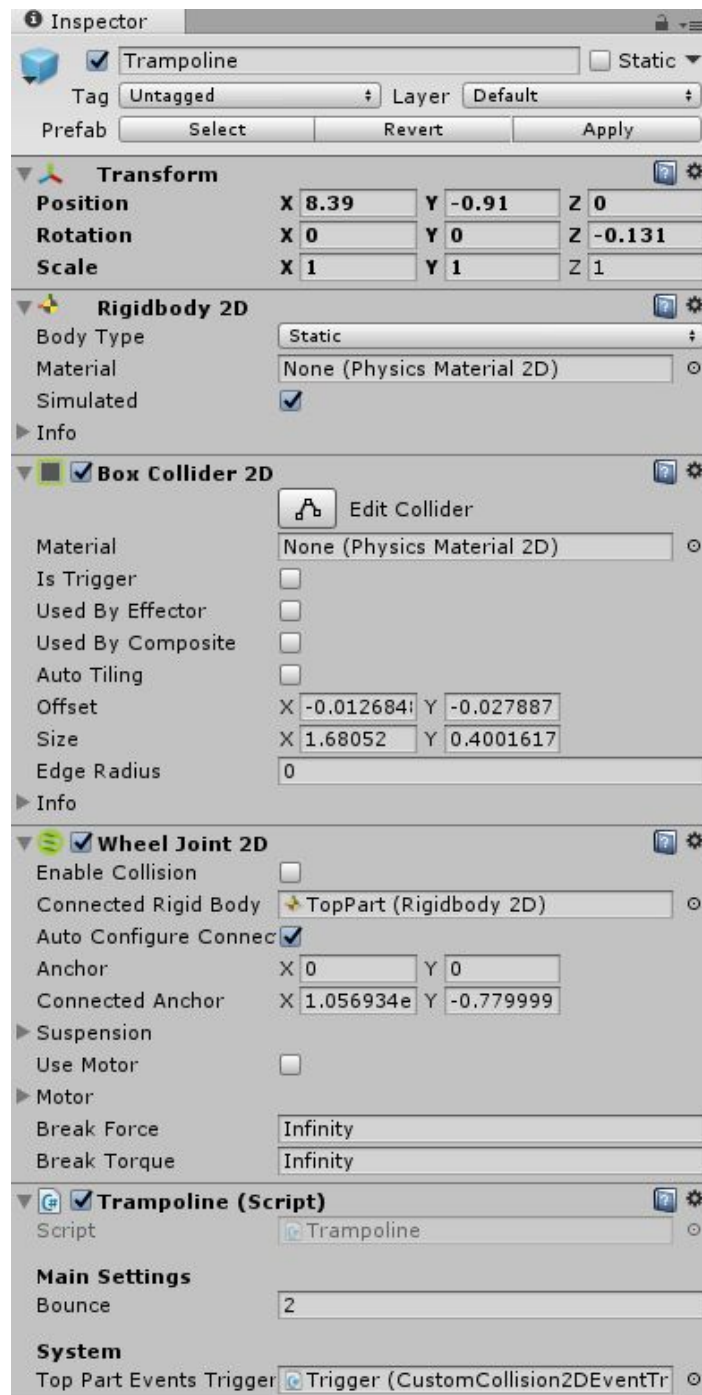 Inspector
Trampoline Static
Tag Untagged Layer Default
Prefab Select Revert Apply
Transform
Position X 8.39 Y -0.91 Z 0
Rotation X 0 Y 0 Z -0.131
Scale X 1 Y 1 Z 1
Rigidbody 2D
Body Type Static
Material None (Physics Material 2D)
Simulated
Info
Box Collider 2D
Edit Collider
Material None (Physics Material 2D)
Is Trigger
Used By Effector
Used By Composite
Auto Tiling
Offset X Y -0.027887
Size X 1.68052 Y 0.4001617
Edge Radius 0
Info
Wheel Joint 2D
Enable Collision
Connected Rigid Body TopPart (Rigidbody 2D)
Auto Configure Connec
Anchor X 0 Y 0
Connected Anchor X 1.056934e Y -0.779999
Suspension
Use Motor
Motor
Break Force Infinity
Break Torque Infinity
Trampoline (Script)
Script Trampoline
Main Settings
Bounce 2
System
Top Part Events Trigger Trigger (CustomCollision2DEventTr